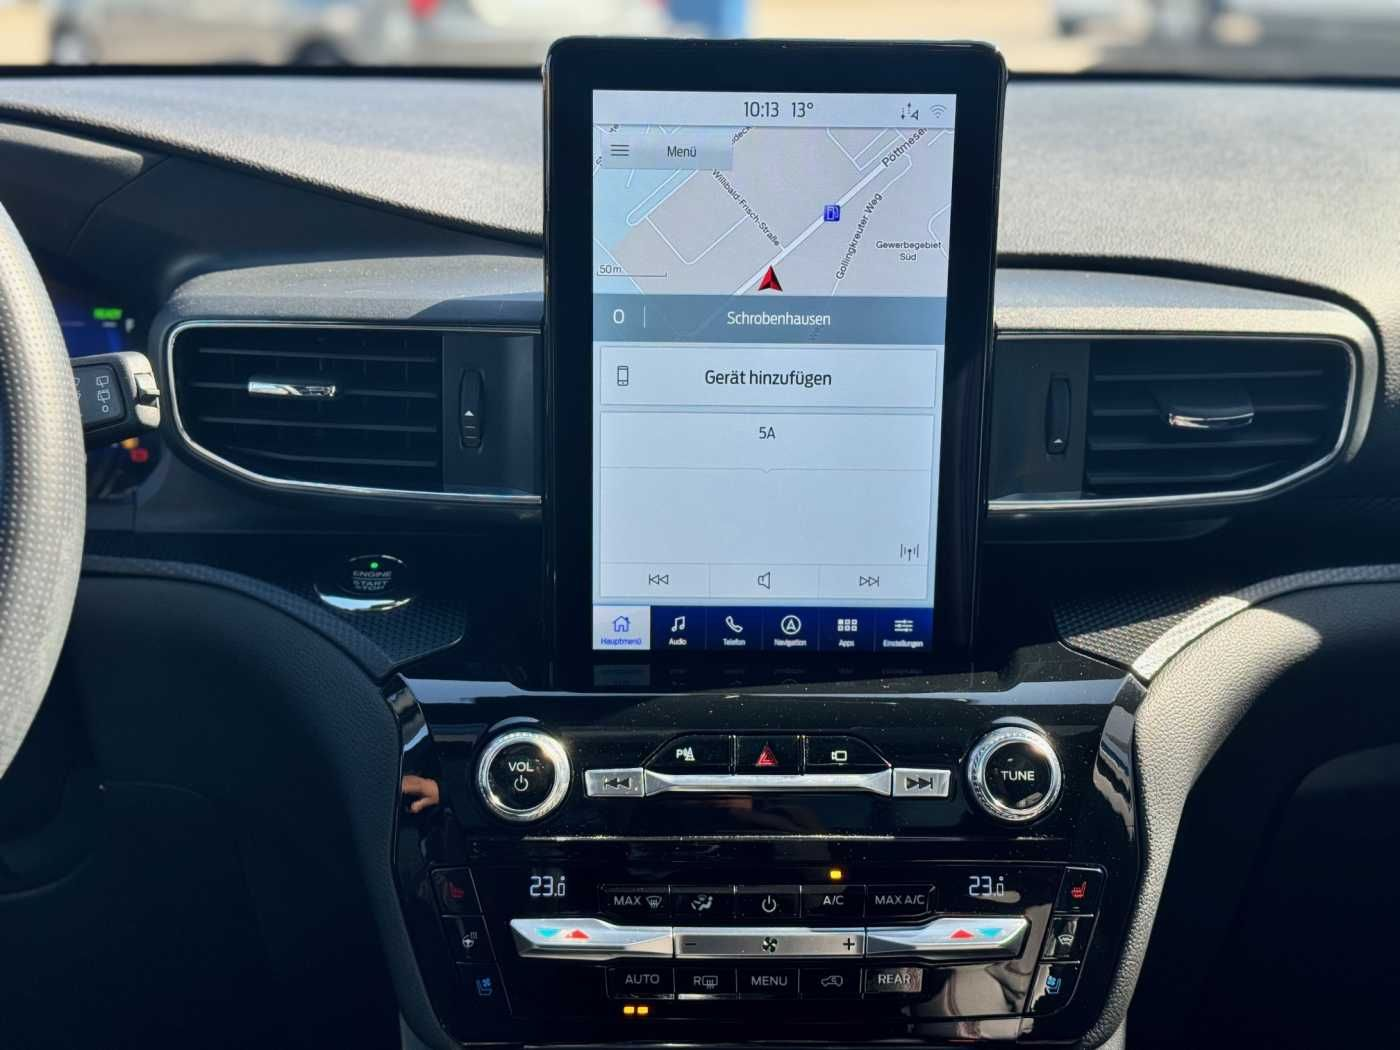 10:13 13°
Menü
Pöttmeser
Willibald-Frisch-Straße
Gollingkreuter Weg
Gewerbegebiet
Süd
50 m
0 Schrobenhausen
Gerät hinzufügen
5A
Hauptmenü Audio Telefon Navigation Apps Einstellungen
READY
ENGINE
START
STOP
VOL
TUNE
23.0 23.0
MAX A/C MAX A/C
- +
AUTO R MENU REAR